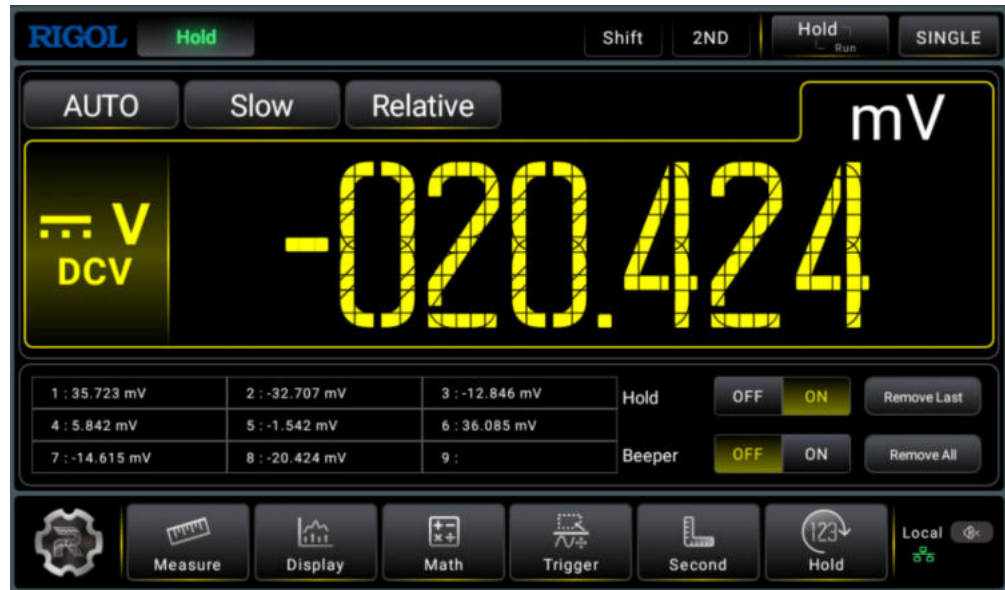 RIGOL Hold Shift 2ND Hold Run SINGLE
AUTO Slow Relative mV
V -020.424
DCV
1 : 35.723 mV 2 : -32.707 mV 3 : -12.846 mV Hold OFF ON Remove Last
4 : 5.842 mV 5 : -1.542 mV 6 : 36.085 mV
7 : -14.615 mV 8 : -20.424 mV 9 : Beeper OFF ON Remove All
R 123 Local
Measure Display Math Trigger Second Hold